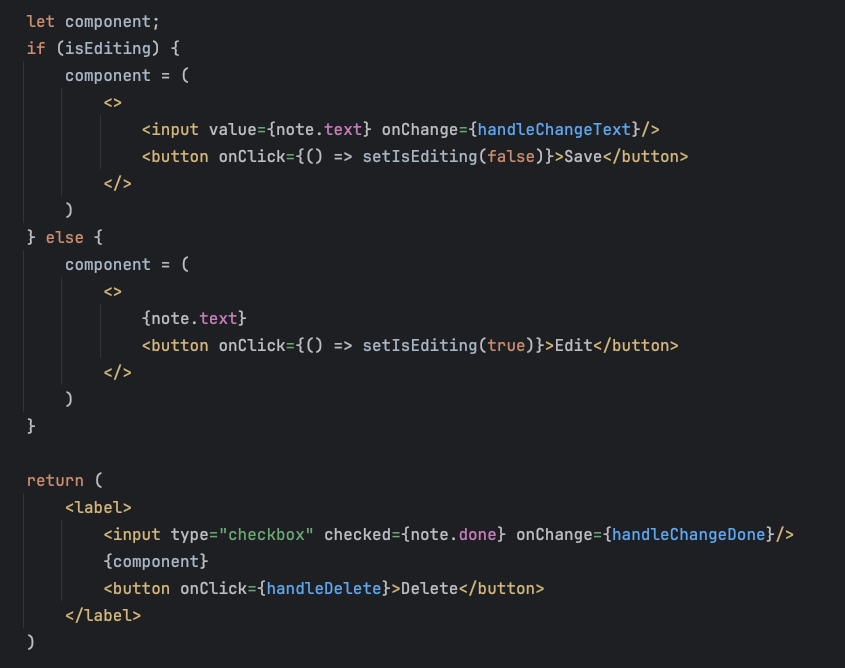 let component;
if (isEditing) {
    component = (
        <>
            <input value={note.text} onChange={handleChangeText}/>
            <button onClick={() => setIsEditing(false)}>Save</button>
        </>
    )
} else {
    component = (
        <>
            {note.text}
            <button onClick={() => setIsEditing(true)}>Edit</button>
        </>
    )
}

return (
    <label>
        <input type="checkbox" checked={note.done} onChange={handleChangeDone}/>
        {component}
        <button onClick={handleDelete}>Delete</button>
    </label>
)